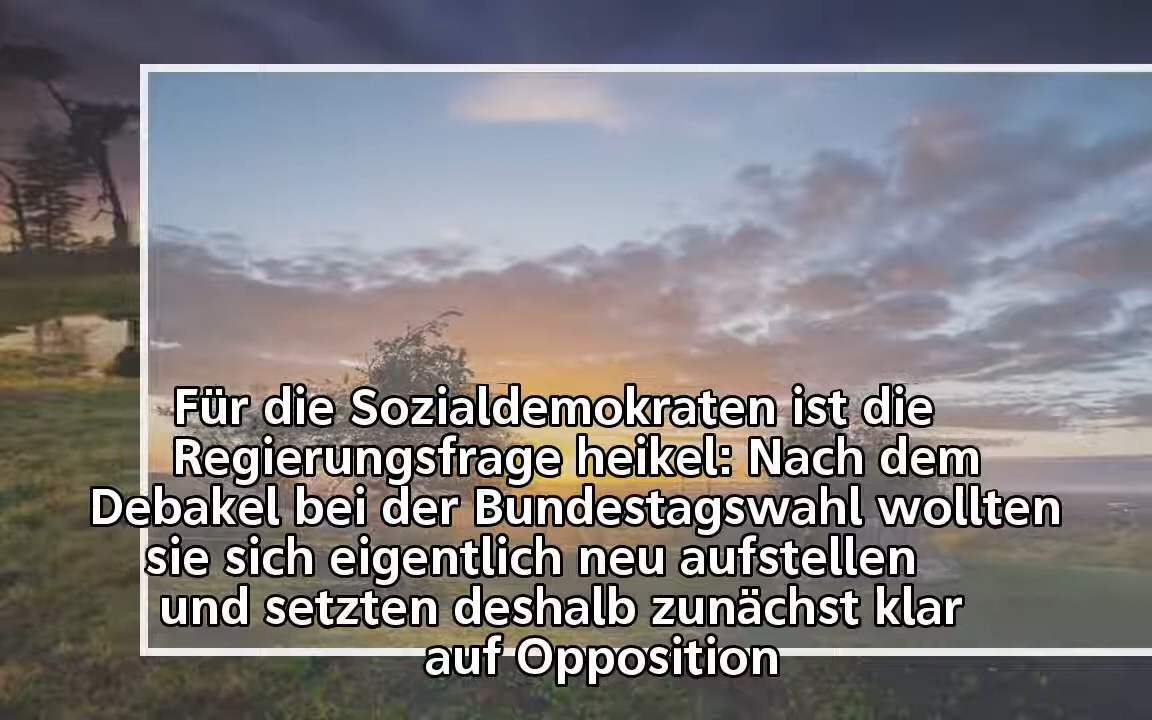 Für die Sozialdemokraten ist die
Regierungsfrage heikel: Nach dem
Debakel bei der Bundestagswahl wollten
sie sich eigentlich neu aufstellen
und setzten deshalb zunächst klar
auf Opposition